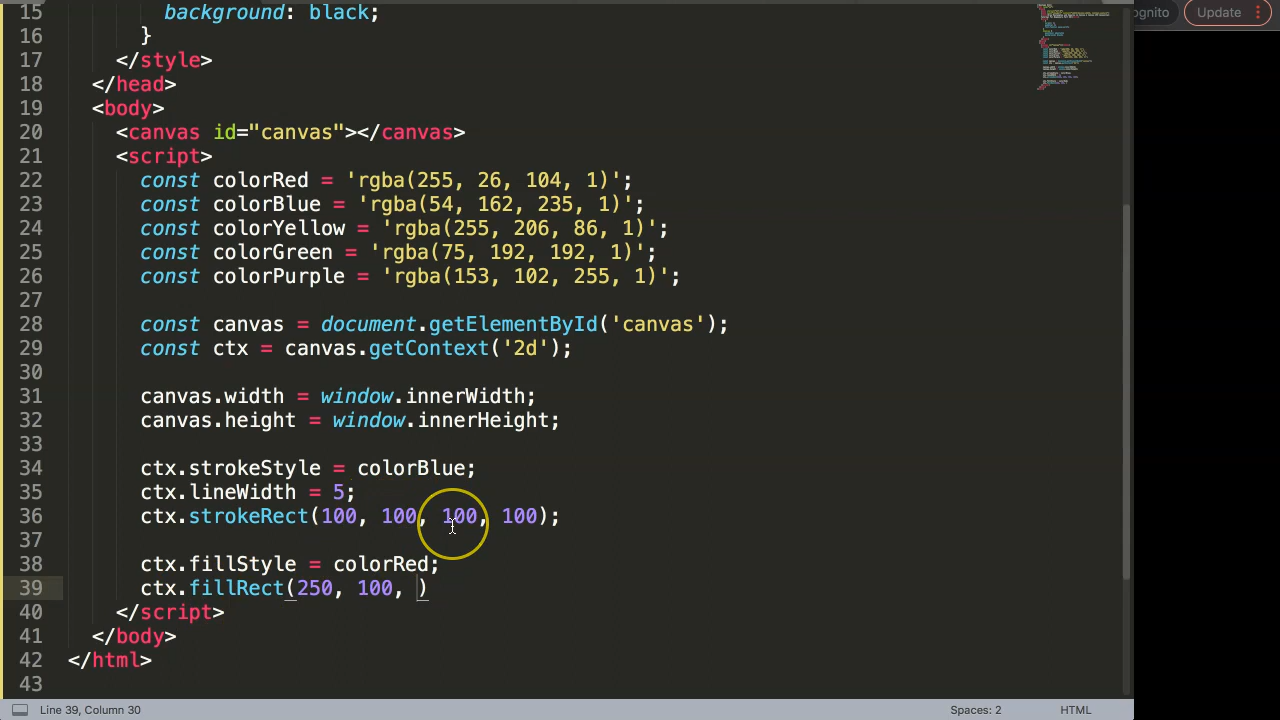 15 background: black;
ognito Update
16 }
17 </style>
18 </head>
19 <body>
20 <canvas id="canvas"></canvas>
21 <script>
22 const colorRed = 'rgba(255, 26, 104, 1)';
23 const colorBlue = 'rgba(54, 162, 235, 1)';
24 const colorYellow = 'rgba(255, 206, 86, 1)';
25 const colorGreen = 'rgba(75, 192, 192, 1)';
26 const colorPurple = 'rgba(153, 102, 255, 1)';
27
28 const canvas = document.getElementById('canvas');
29 const ctx = canvas.getContext('2d');
30
31 canvas.width = window.innerWidth;
32 canvas.height = window.innerHeight;
33
34 ctx.strokeStyle = colorBlue;
35 ctx.lineWidth = 5;
36 ctx.strokeRect(100, 100, 100, 100);
37
38 ctx.fillStyle = colorRed;
39 ctx.fillRect(250, 100, )
40 </script>
41 </body>
42 </html>
43
Line 39, Column 30 Spaces: 2 HTML